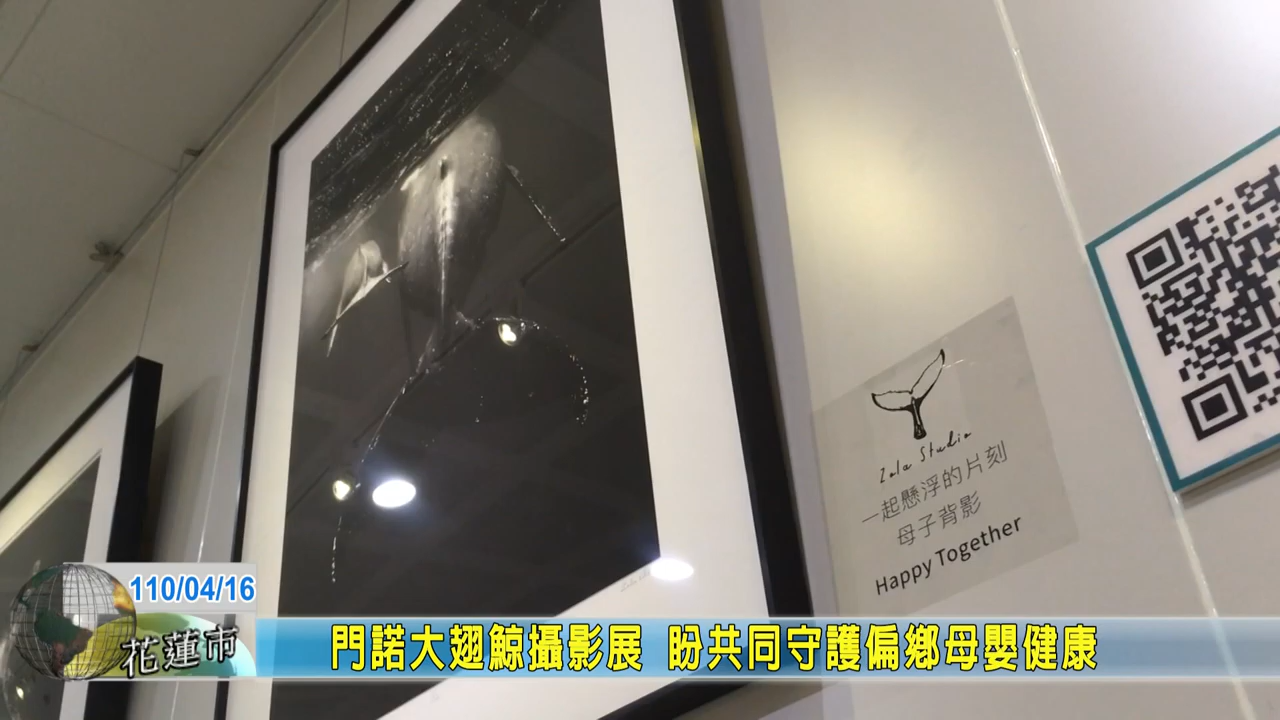 Zola Studio
一起懸浮的片刻
母子背影
Happy Together
110/04/16
花蓮市
門諾大翅鯨攝影展 盼共同守護偏鄉母嬰健康